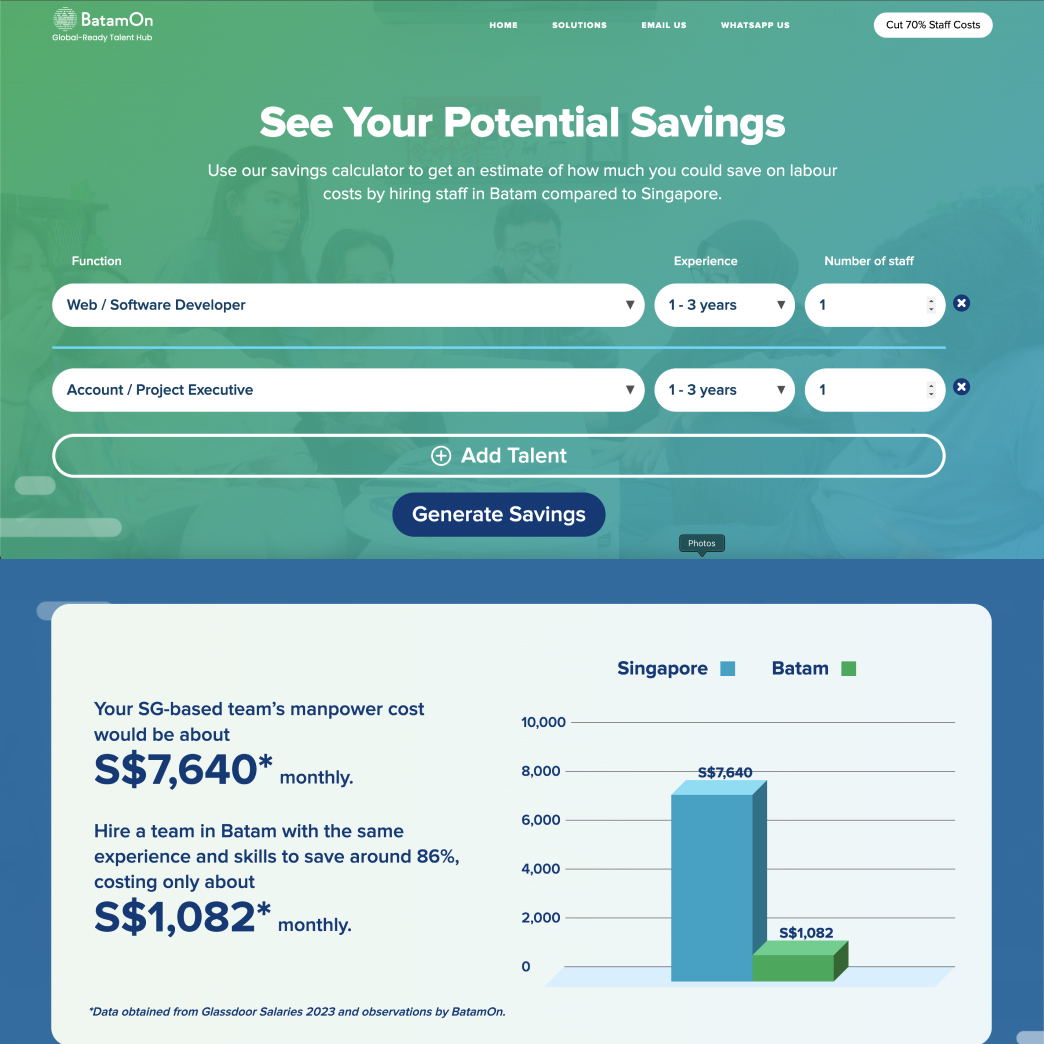 BatamOn
Global-Ready Talent Hub
HOME SOLUTIONS EMAIL US WHATSAPP US
Cut 70% Staff Costs
See Your Potential Savings
Use our savings calculator to get an estimate of how much you could save on labour
costs by hiring staff in Batam compared to Singapore.
Function Experience Number of staff
Web / Software Developer 1 - 3 years 1
Account / Project Executive 1 - 3 years 1
Add Talent
Generate Savings
Photos
Your SG-based team’s manpower cost
would be about
S$7,640* monthly.
Hire a team in Batam with the same
experience and skills to save around 86%,
costing only about
S$1,082* monthly.
Singapore Batam
10,000
8,000
S$7,640
6,000
4,000
2,000
S$1,082
0
*Data obtained from Glassdoor Salaries 2023 and observations by BatamOn.